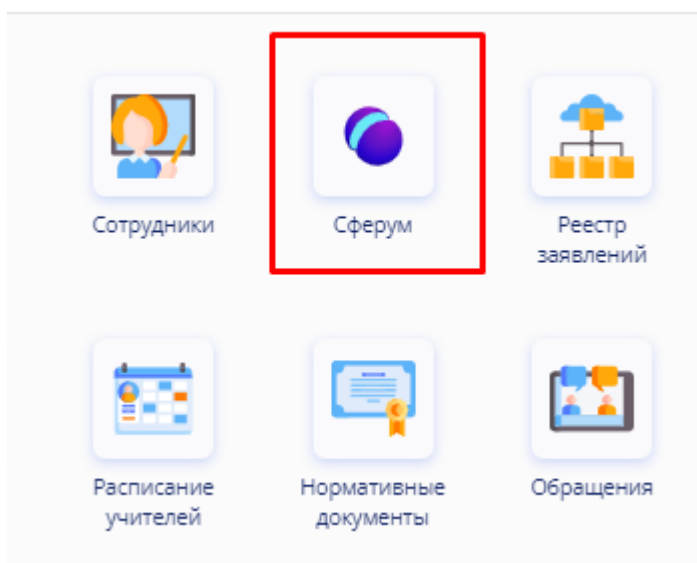 Сотрудники
Сферум
Реестр
заявлений
Расписание
учителей
Нормативные
документы
Обращения